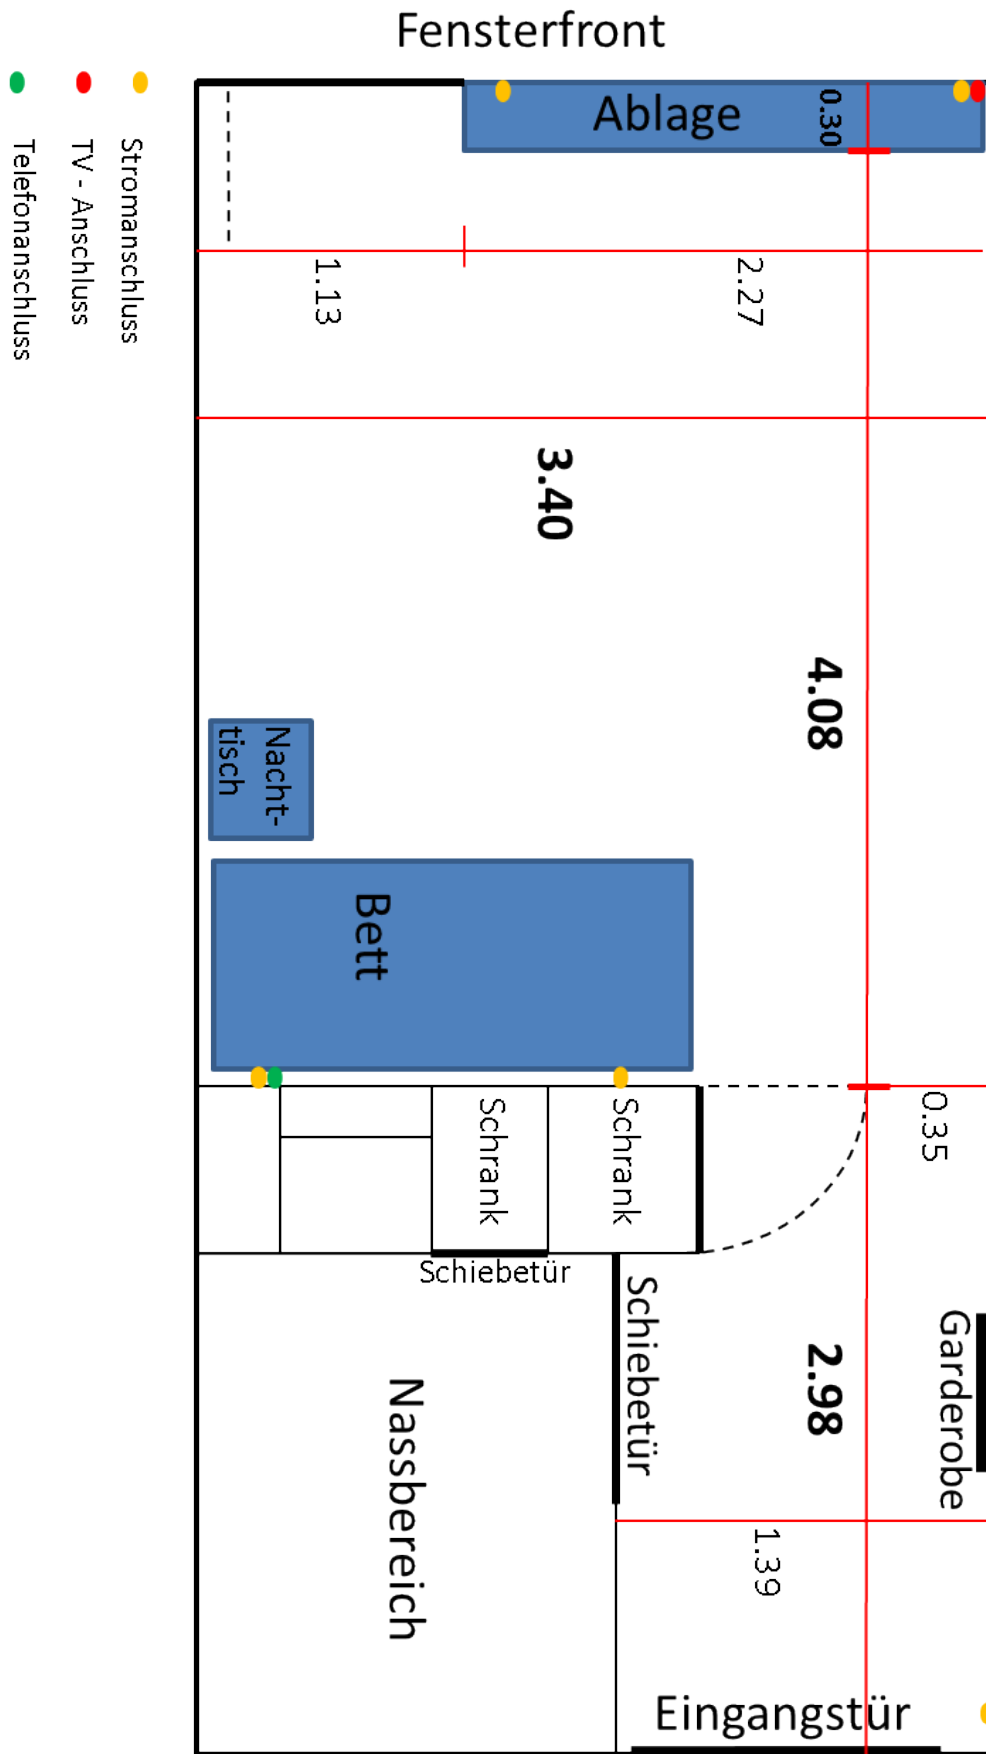 Fensterfront
Stromanschluss
TV - Anschluss
Telefonanschluss
Ablage
0.30
1.13
2.27
3.40
4.08
Nacht-
tisch
Bett
0.35
Schrank
Schrank
Schiebetür
Schiebetür
Garderobe
2.98
Nassbereich
1.39
Eingangstür